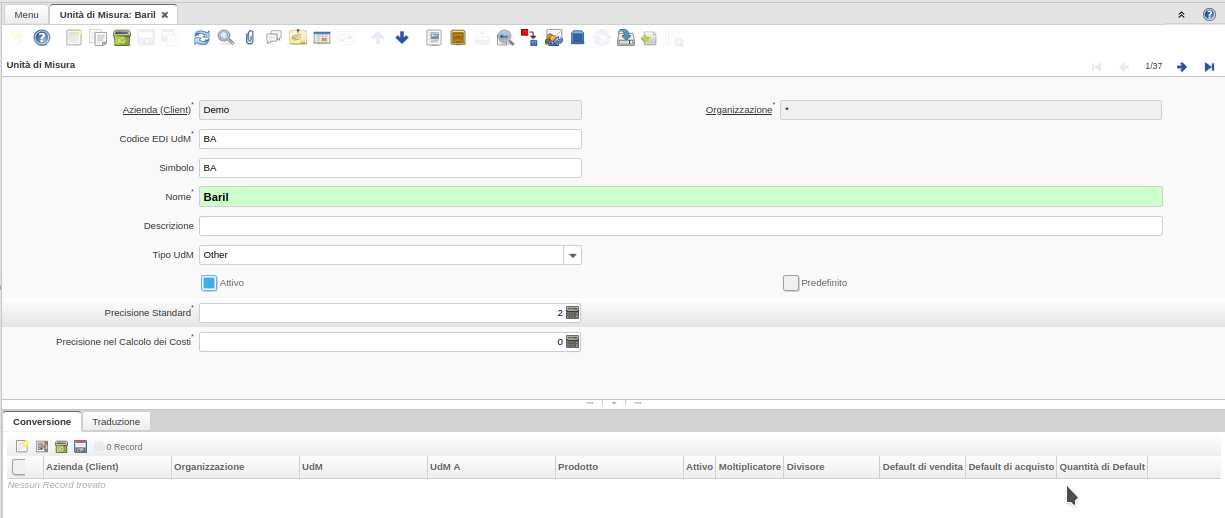 Menu Unità di Misura: Baril
Unità di Misura 1/37
Azienda (Client)* Demo Organizzazione* *
Codice EDI UdM* BA
Simbolo BA
Nome* Baril
Descrizione
Tipo UdM Other
Attivo Predefinito
Precisione Standard* 2
Precisione nel Calcolo dei Costi* 0
Conversione Traduzione
0 Record
Azienda (Client) Organizzazione UdM UdM A Prodotto Attivo Moltiplicatore Divisore Default di vendita Default di acquisto Quantità di Default
Nessun Record trovato